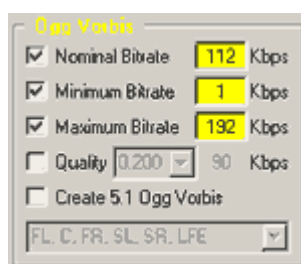 Ogg Vorbis
Nominal Bitrate 112 Kbps
Minimum Bitrate 1 Kbps
Maximum Bitrate 192 Kbps
Quality 0.200 90 Kbps
Create 5.1 Ogg Vorbis
FL, C, FR, SL, SR, LFE